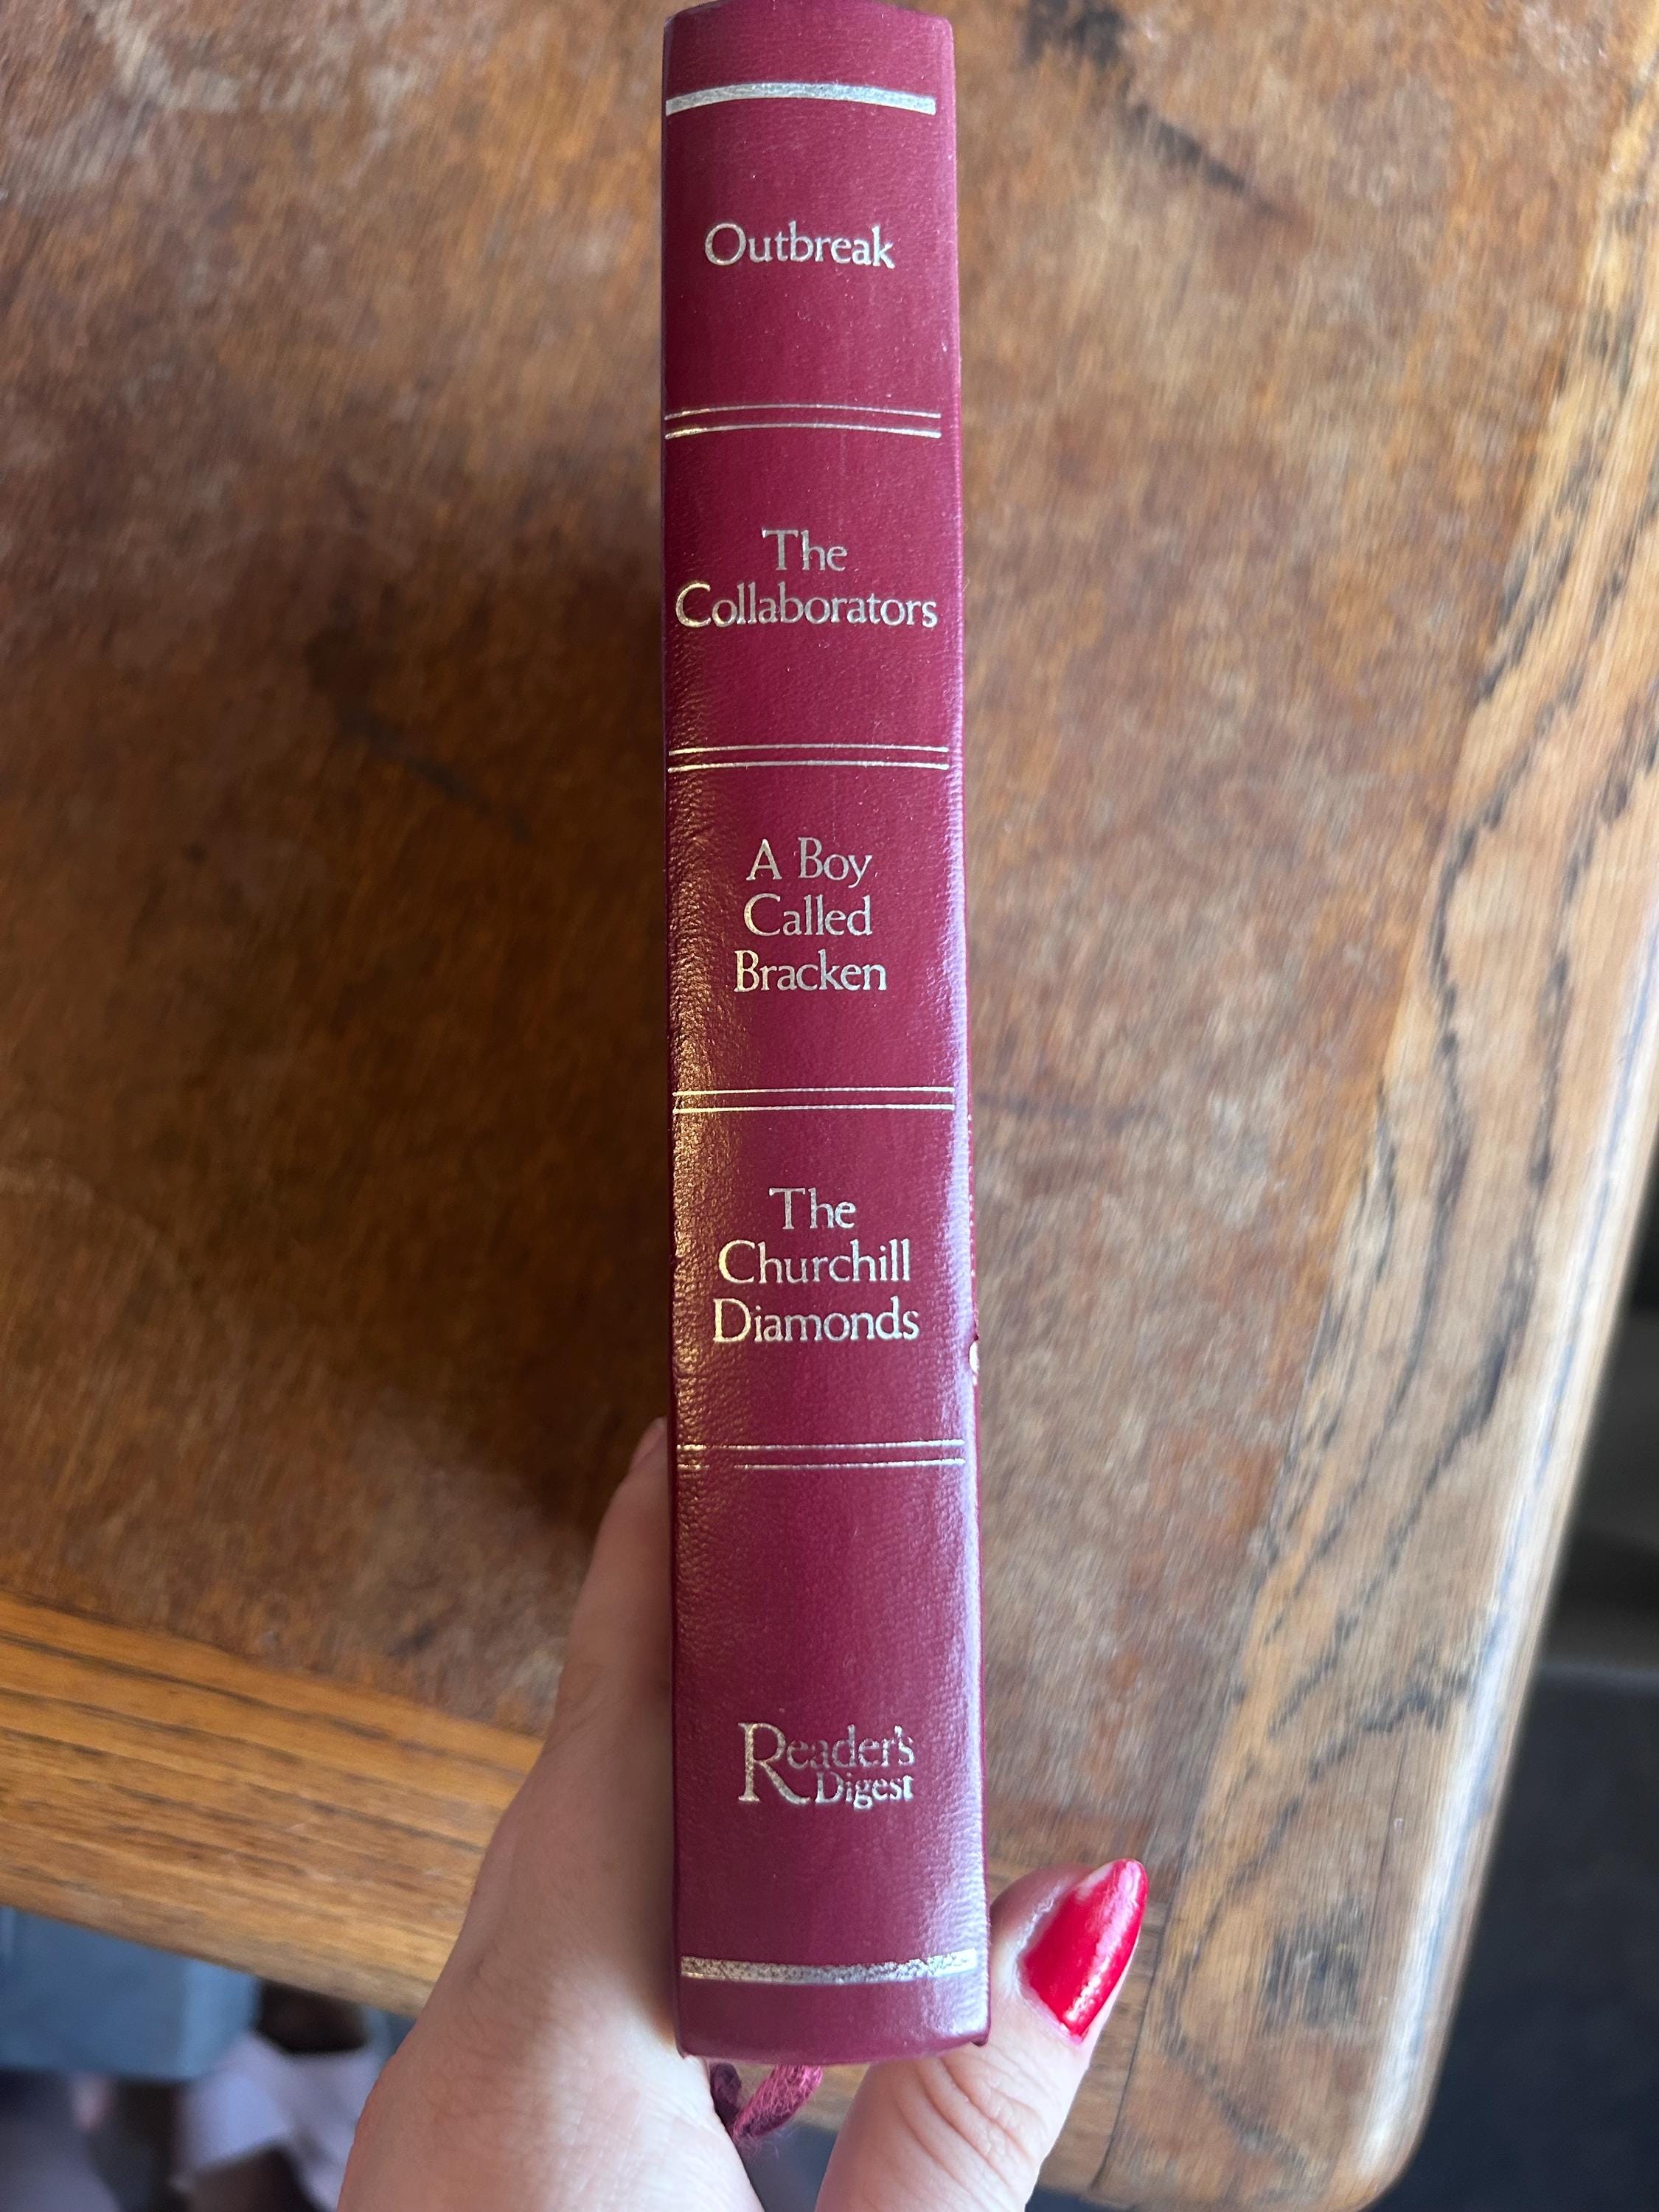 Outbreak
The
Collaborators
A Boy
Called
Bracken
The
Churchill
Diamonds
Reader's
Digest